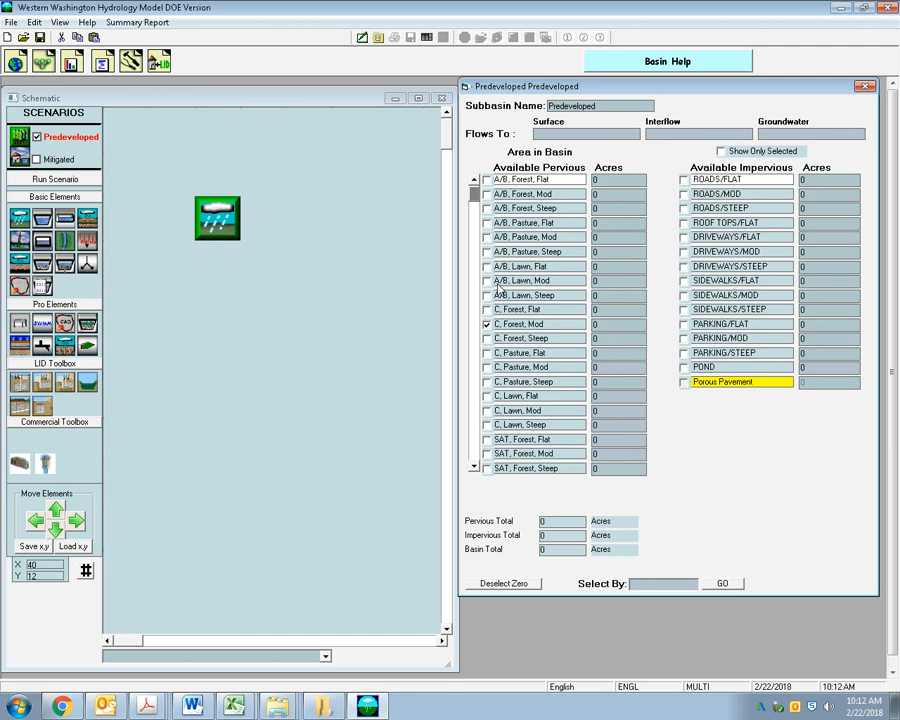 Western Washington Hydrology Model DOE Version
File Edit View Help Summary Report
Basin Help
Schematic
SCENARIOS
Predeveloped
Mitigated
Run Scenario
Basic Elements
Pro Elements
LID Toolbox
Commercial Toolbox
Move Elements
Save x,y Load x,y
X 40
Y 12
#
Predeveloped Predeveloped
Subbasin Name: Predeveloped
Surface Interflow Groundwater
Flows To :
Area in Basin Show Only Selected
Available Pervious Acres Available Impervious Acres
A/B, Forest, Flat 0 ROADS/FLAT 0
A/B, Forest, Mod 0 ROADS/MOD 0
A/B, Forest, Steep 0 ROADS/STEEP 0
A/B, Pasture, Flat 0 ROOF TOPS/FLAT 0
A/B, Pasture, Mod 0 DRIVEWAYS/FLAT 0
A/B, Pasture, Steep 0 DRIVEWAYS/MOD 0
A/B, Lawn, Flat 0 DRIVEWAYS/STEEP 0
A/B, Lawn, Mod 0 SIDEWALKS/FLAT 0
A/B, Lawn, Steep 0 SIDEWALKS/MOD 0
C, Forest, Flat 0 SIDEWALKS/STEEP 0
C, Forest, Mod 0 PARKING/FLAT 0
C, Forest, Steep 0 PARKING/MOD 0
C, Pasture, Flat 0 PARKING/STEEP 0
C, Pasture, Mod 0 POND 0
C, Pasture, Steep 0 Porous Pavement 0
C, Lawn, Flat 0
C, Lawn, Mod 0
C, Lawn, Steep 0
SAT, Forest, Flat 0
SAT, Forest, Mod 0
SAT, Forest, Steep 0
Pervious Total 0 Acres
Impervious Total 0 Acres
Basin Total 0 Acres
Deselect Zero Select By: GO
English ENGL MULTI 2/22/2018 10:12 AM
10:12 AM
2/22/2018